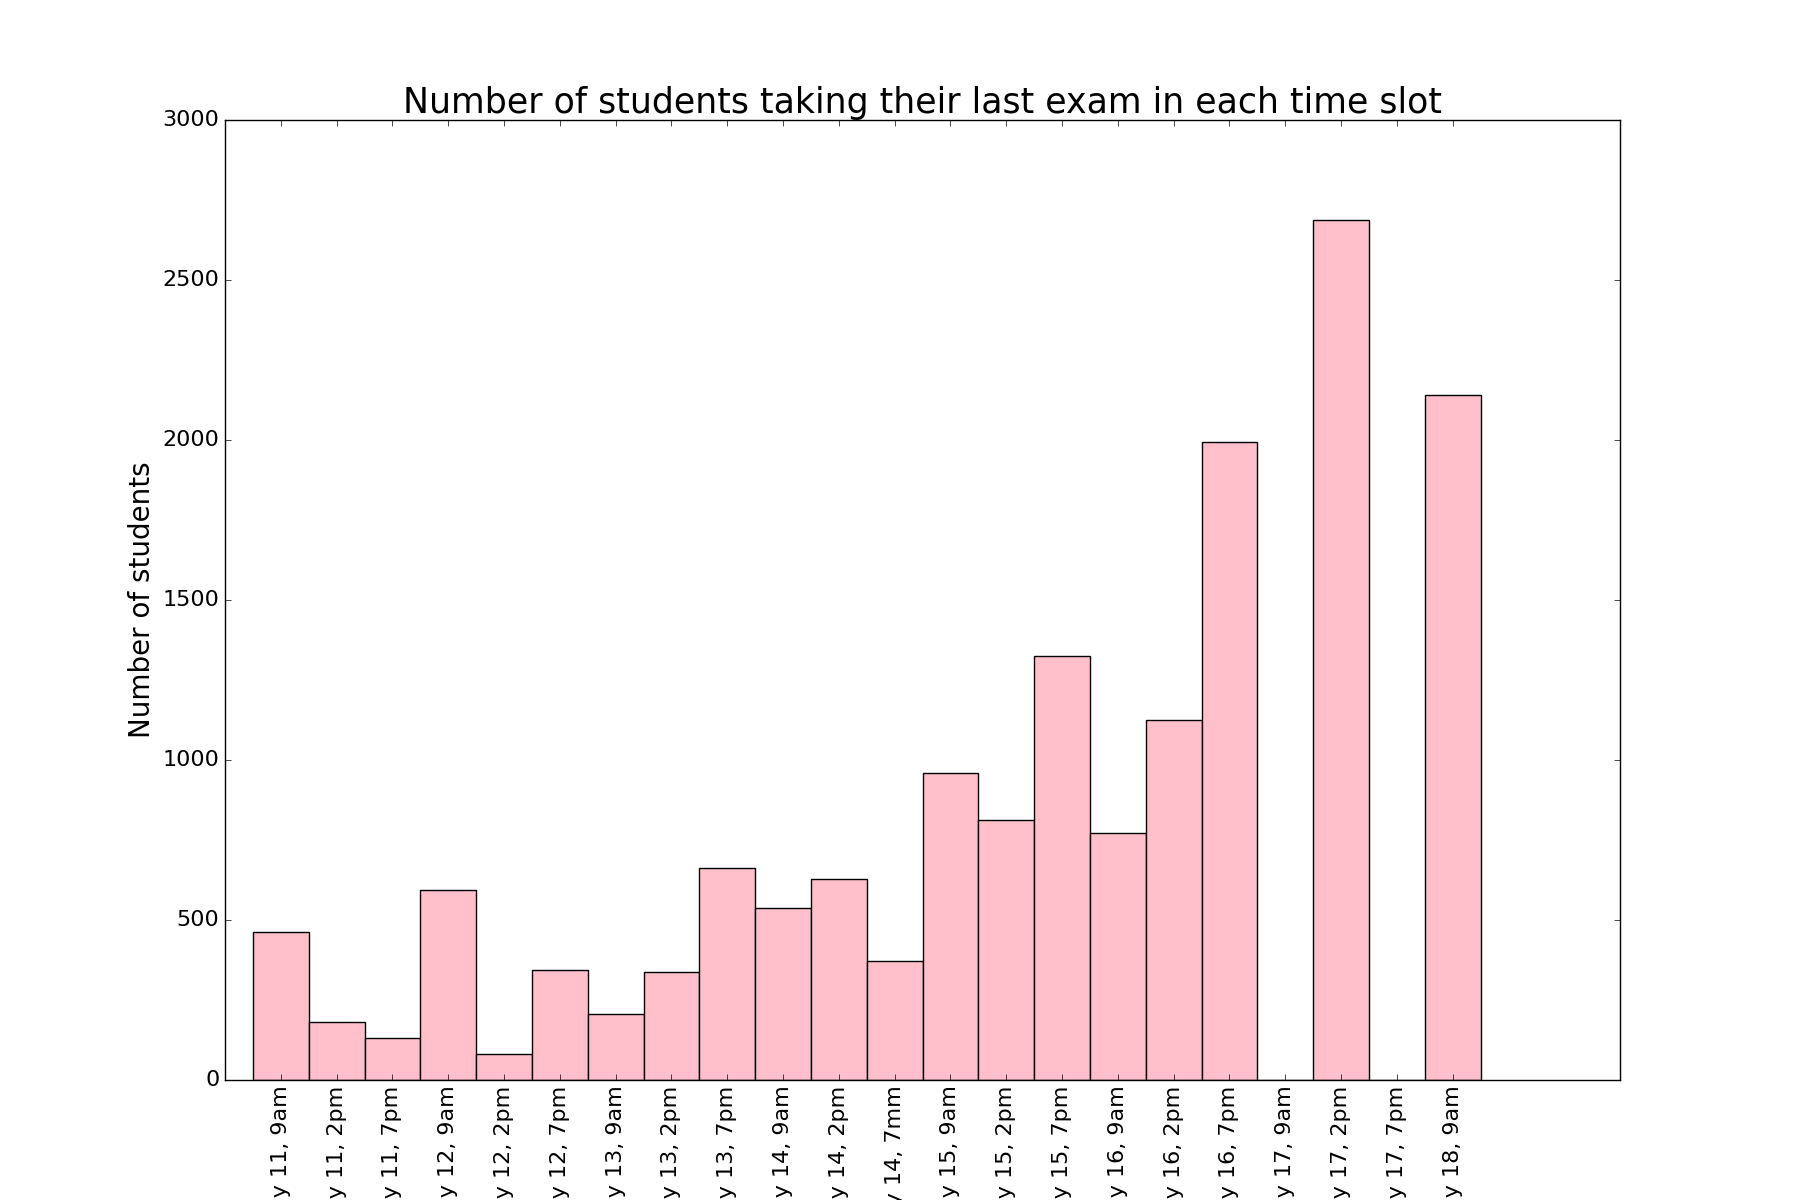 Number of students taking their last exam in each time slot
3000
2500
2000
1500
1000
500
0
Number of students
y 11, 9am
y 11, 2pm
y 11, 7pm
y 12, 9am
y 12, 2pm
y 12, 7pm
y 13, 9am
y 13, 2pm
y 13, 7pm
y 14, 9am
y 14, 2pm
y 14, 7mm
y 15, 9am
y 15, 2pm
y 15, 7pm
y 16, 9am
y 16, 2pm
y 16, 7pm
y 17, 9am
y 17, 2pm
y 17, 7pm
y 18, 9am